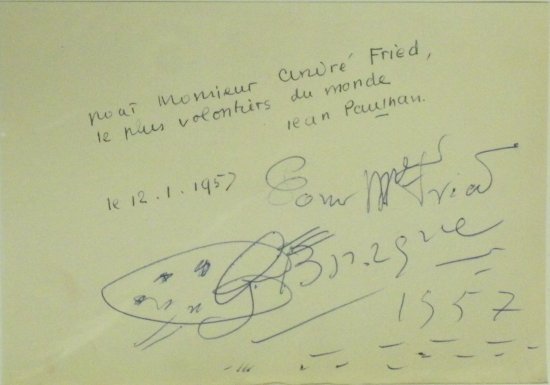 pour Monsieur André Fried,
le plus volontiers du monde
Jean Paulhan.
le 12.1.1957
Pour Mr Fried
G. Braque
1957